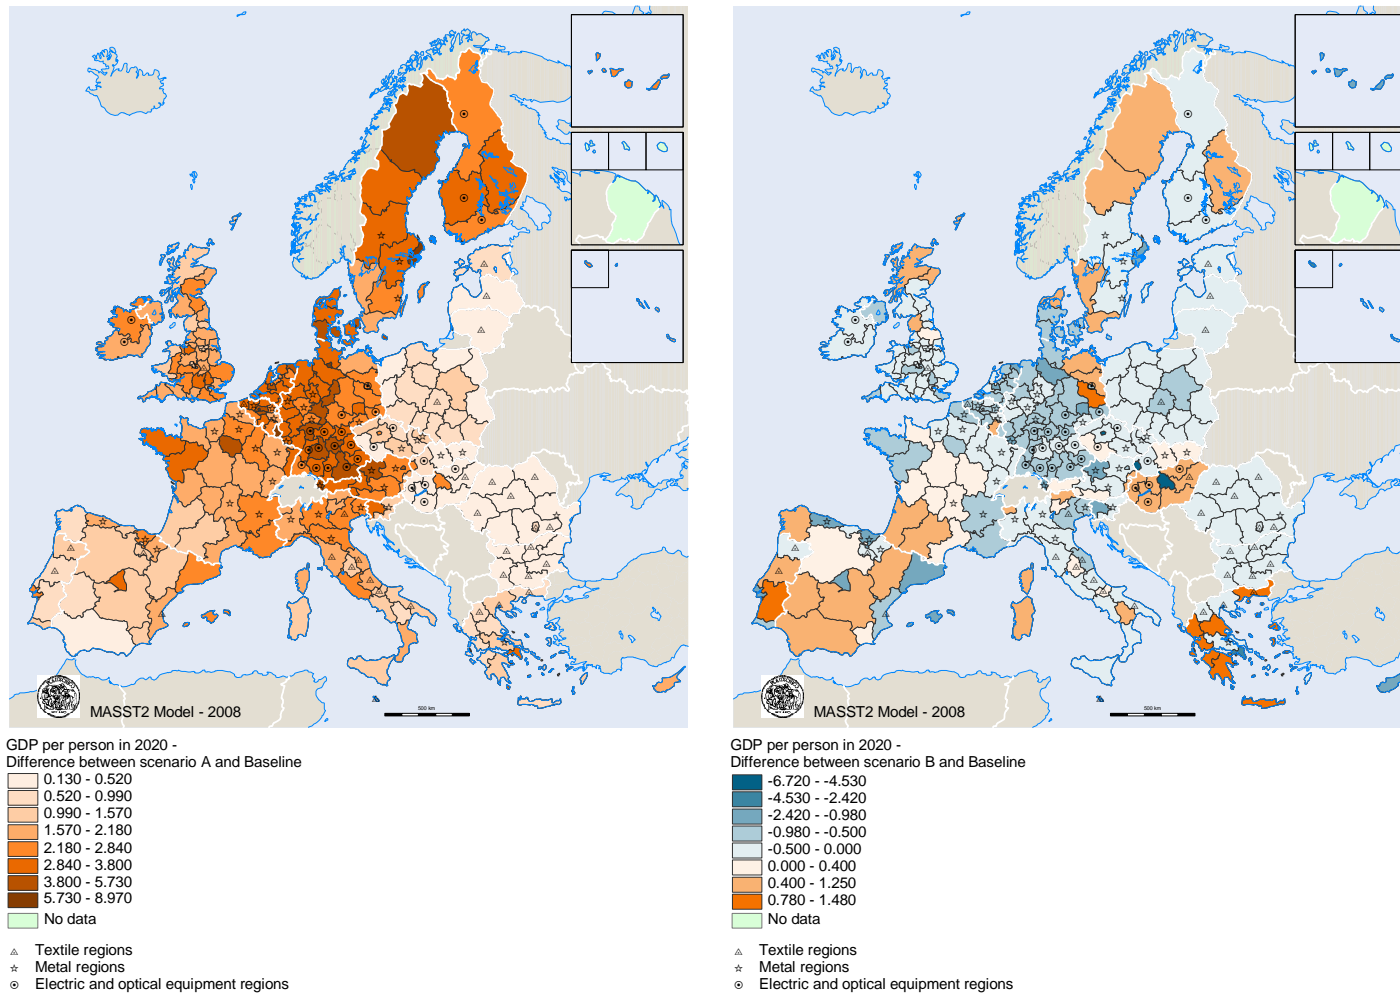 500 km
MASST2 Model - 2008
GDP per person in 2020 -
Difference between scenario A and Baseline
0.130 - 0.520
0.520 - 0.990
0.990 - 1.570
1.570 - 2.180
2.180 - 2.840
2.840 - 3.800
3.800 - 5.730
5.730 - 8.970
No data
Textile regions
Metal regions
Electric and optical equipment regions
500 km
MASST2 Model - 2008
GDP per person in 2020 -
Difference between scenario B and Baseline
-6.720 - -4.530
-4.530 - -2.420
-2.420 - -0.980
-0.980 - -0.500
-0.500 - 0.000
0.000 - 0.400
0.400 - 1.250
0.780 - 1.480
No data
Textile regions
Metal regions
Electric and optical equipment regions